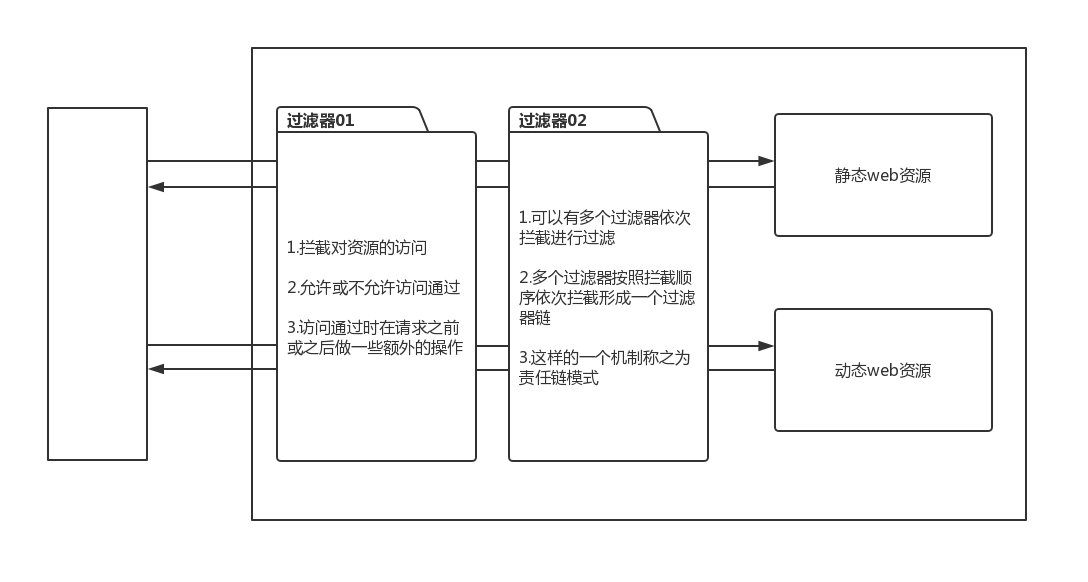 过滤器01
1.拦截对资源的访问
2.允许或不允许访问通过
3.访问通过时在请求之前
或之后做一些额外的操作
过滤器02
1.可以有多个过滤器依次
拦截进行过滤
2.多个过滤器按照拦截顺
序依次拦截形成一个过滤
器链
3.这样的一个机制称之为
责任链模式
静态web资源
动态web资源